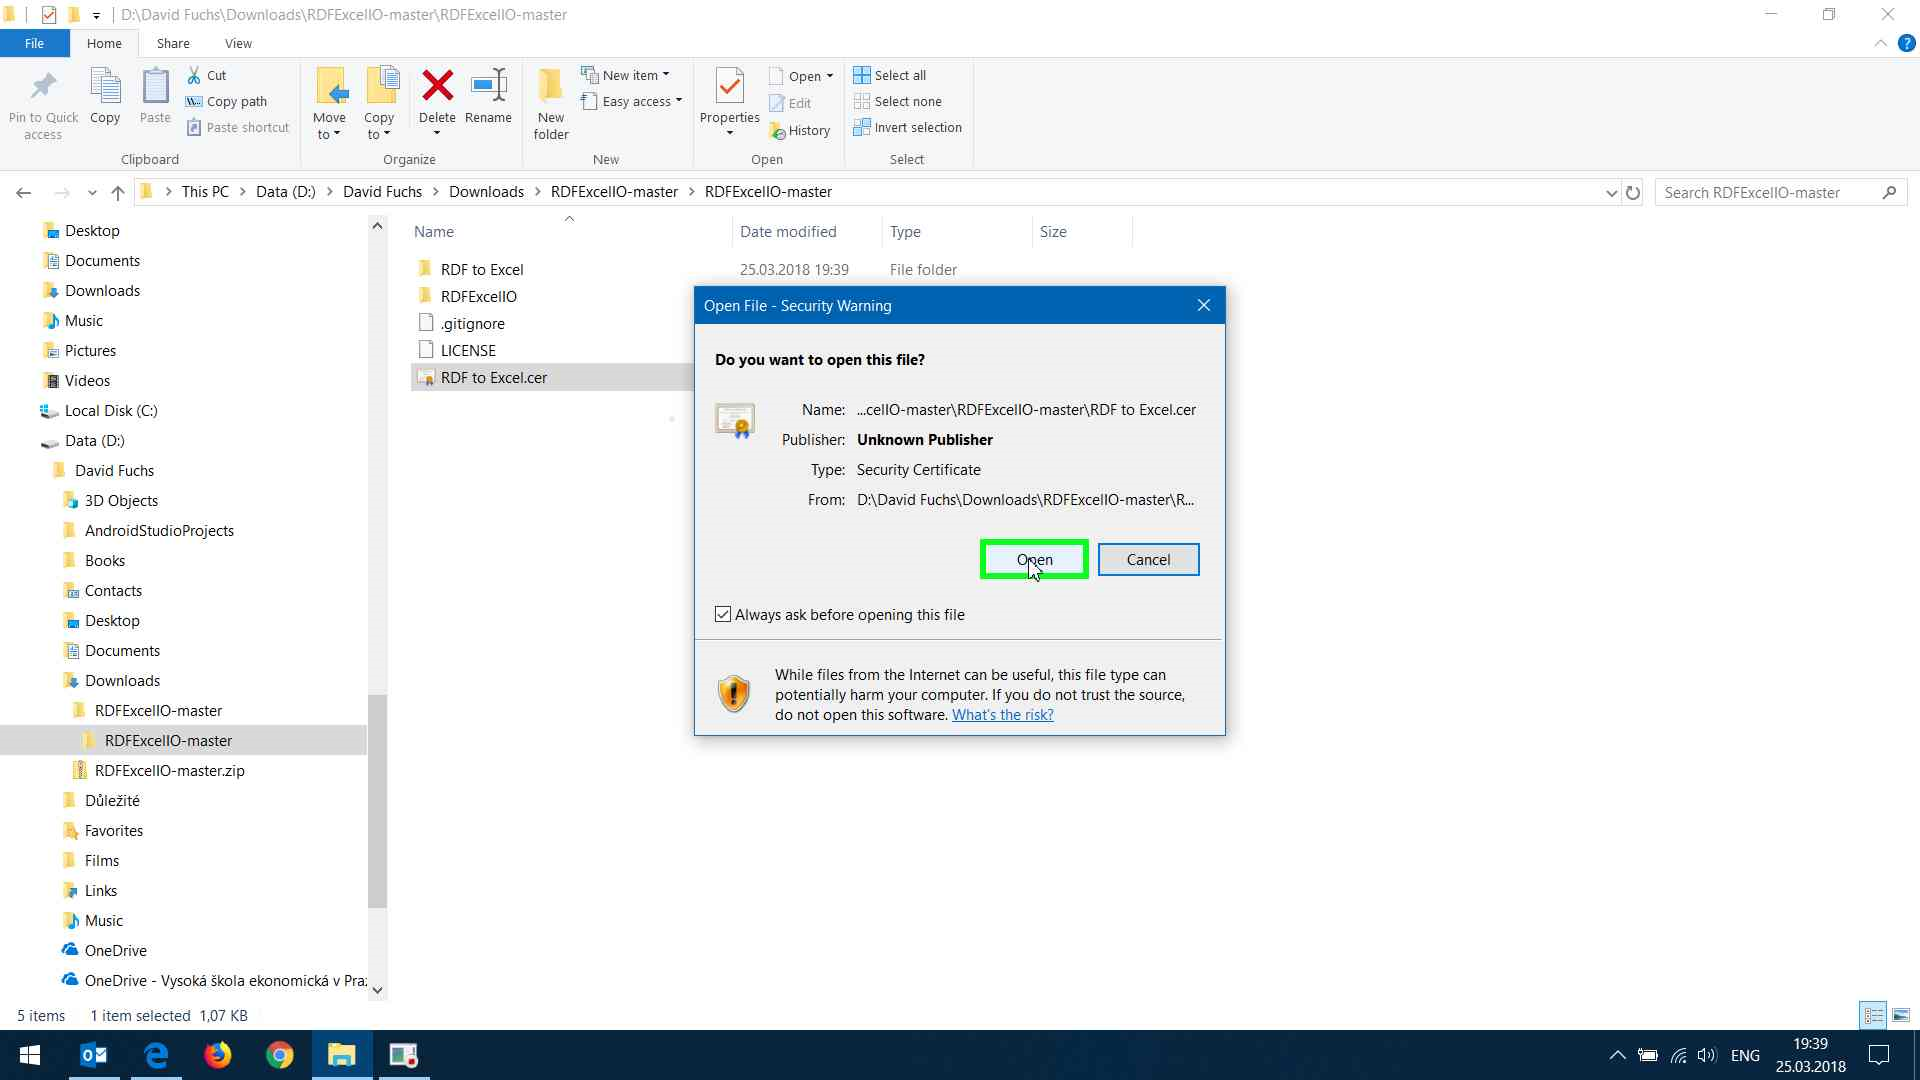 D:\David Fuchs\Downloads\RDFExcelIO-master\RDFExcelIO-master
File
Home
Share
View
Pin to Quick access
Copy
Paste
Cut
Copy path
Paste shortcut
Clipboard
Move to
Copy to
Delete
Rename
Organize
New folder
New item
Easy access
New
Properties
Open
Edit
History
Open
Select all
Select none
Invert selection
Select
This PC
Data (D:)
David Fuchs
Downloads
RDFExcelIO-master
RDFExcelIO-master
Search RDFExcelIO-master
Desktop
Documents
Downloads
Music
Pictures
Videos
Local Disk (C:)
Data (D:)
David Fuchs
3D Objects
AndroidStudioProjects
Books
Contacts
Desktop
Documents
Downloads
RDFExcelIO-master
RDFExcelIO-master
RDFExcelIO-master.zip
Důležité
Favorites
Films
Links
Music
OneDrive
OneDrive - Vysoká škola ekonomická v Praz
Name
Date modified
Type
Size
RDF to Excel
25.03.2018 19:39
File folder
RDFExcelIO
.gitignore
LICENSE
RDF to Excel.cer
Open File - Security Warning
Do you want to open this file?
Name: ...celIO-master\RDFExcelIO-master\RDF to Excel.cer
Publisher: Unknown Publisher
Type: Security Certificate
From: D:\David Fuchs\Downloads\RDFExcelIO-master\R...
Open
Cancel
Always ask before opening this file
While files from the Internet can be useful, this file type can
potentially harm your computer. If you do not trust the source,
do not open this software. What's the risk?
5 items
1 item selected 1,07 KB
ENG
19:39
25.03.2018